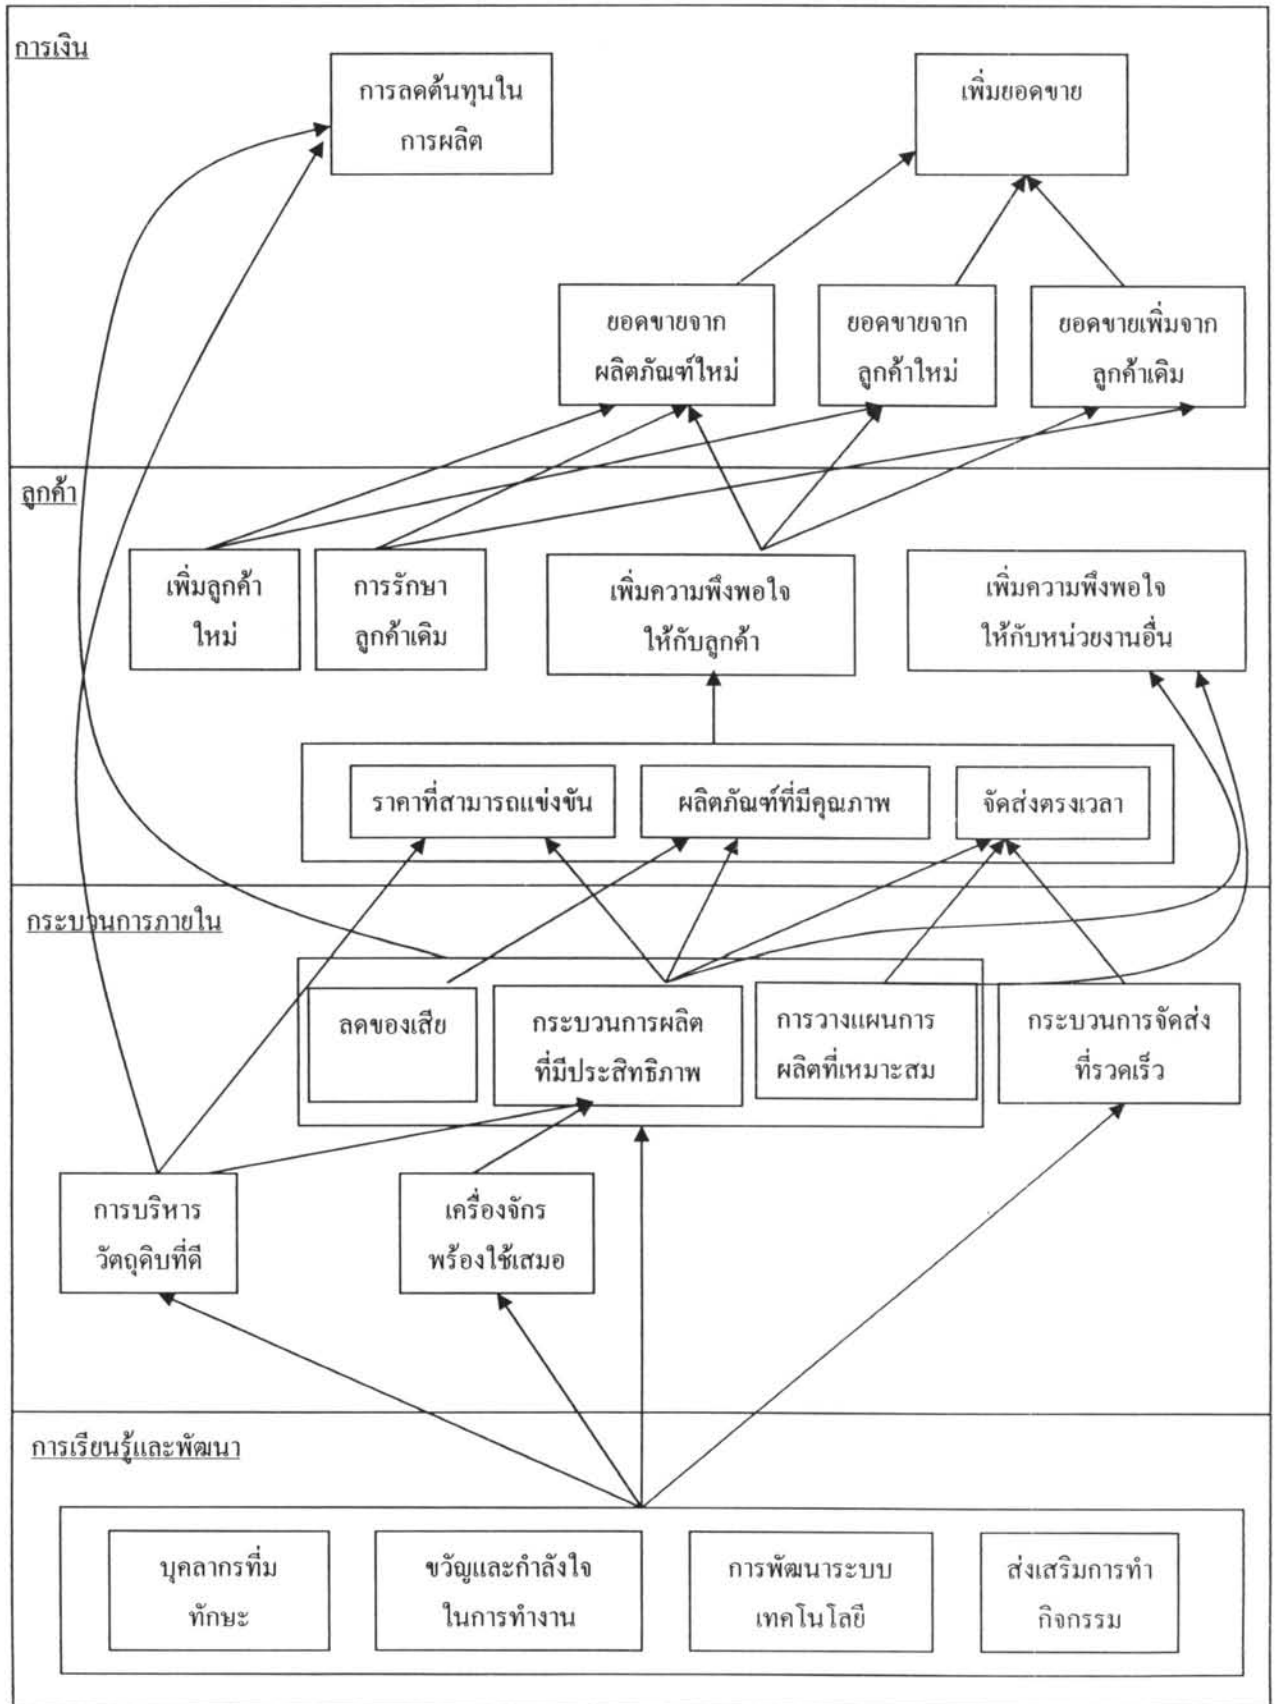 การเงิน
การลดต้นทุนใน
การผลิต
เพิ่มยอดขาย
ยอดขายจาก
ผลิตภัณฑ์ใหม่
ยอดขายจาก
ลูกค้าใหม่
ยอดขายเพิ่มจาก
ลูกค้าเดิม
ลูกค้า
เพิ่มลูกค้า
ใหม่
การรักษา
ลูกค้าเดิม
เพิ่มความพึงพอใจ
ให้กับลูกค้า
เพิ่มความพึงพอใจ
ให้กับหน่วยงานอื่น
ราคาที่สามารถแข่งขัน
ผลิตภัณฑ์ที่มีคุณภาพ
จัดส่งตรงเวลา
กระบวนการภายใน
ลดของเสีย
กระบวนการผลิต
ที่มีประสิทธิภาพ
การวางแผนการ
ผลิตที่เหมาะสม
กระบวนการจัดส่ง
ที่รวดเร็ว
การบริหาร
วัตถุดิบที่ดี
เครื่องจักร
พร้องใช้เสมอ
การเรียนรู้และพัฒนา
บุคลากรที่ม
ทักษะ
ขวัญและกำลังใจ
ในการทำงาน
การพัฒนาระบบ
เทคโนโลยี
ส่งเสริมการทำ
กิจกรรม